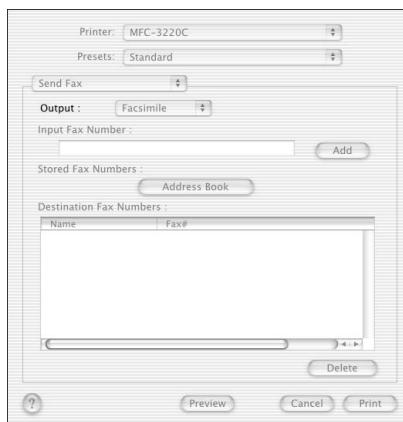 Printer: MFC-3220C
Presets: Standard
Send Fax
Output : Facsimile
Input Fax Number :
Add
Stored Fax Numbers :
Address Book
Destination Fax Numbers :
Name Fax#
Delete
? Preview Cancel Print